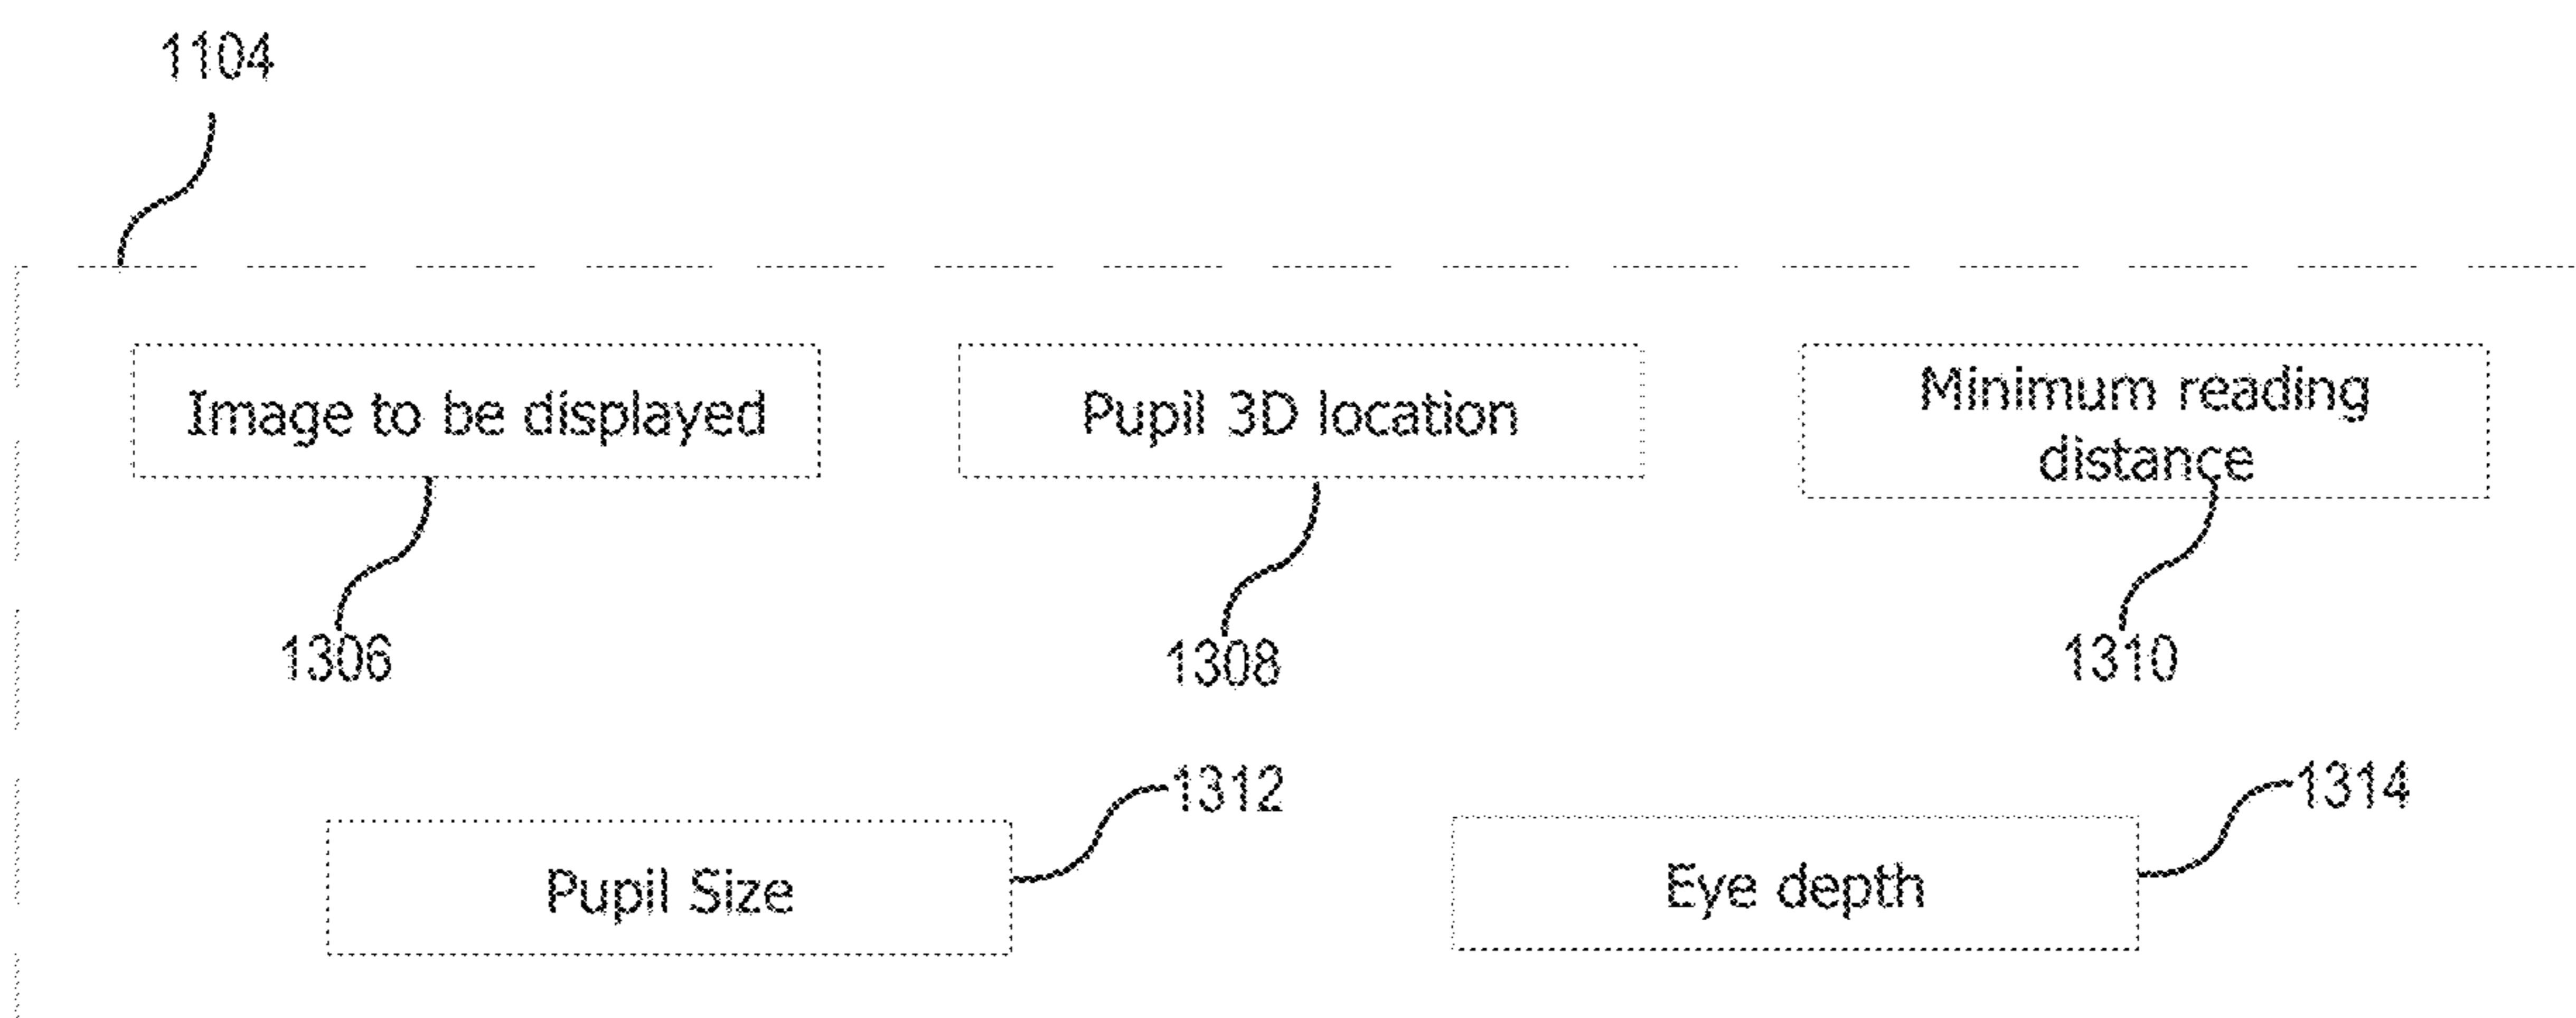 1104
Image to be displayed
Pupil 3D location
Minimum reading
distance
1306
1308
1310
1312
1314
Pupil Size
Eye depth